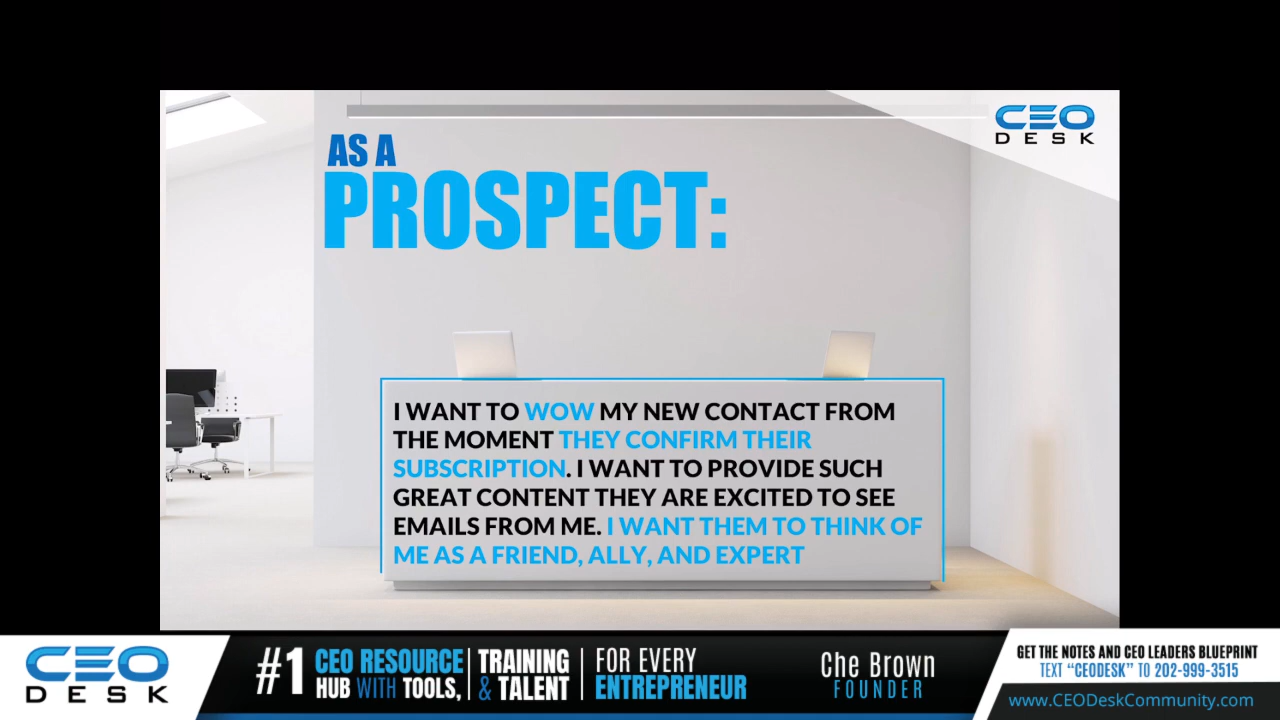 CEO
DESK
AS A
PROSPECT:
I WANT TO WOW MY NEW CONTACT FROM
THE MOMENT THEY CONFIRM THEIR
SUBSCRIPTION. I WANT TO PROVIDE SUCH
GREAT CONTENT THEY ARE EXCITED TO SEE
EMAILS FROM ME. I WANT THEM TO THINK OF
ME AS A FRIEND, ALLY, AND EXPERT
CEO
DESK
#1
CEO RESOURCE
HUB WITH TOOLS,
TRAINING
& TALENT
FOR EVERY
ENTREPRENEUR
Che Brown
FOUNDER
GET THE NOTES AND CEO LEADERS BLUEPRINT
TEXT “CEODESK” TO 202-999-3515
www.CEODeskCommunity.com